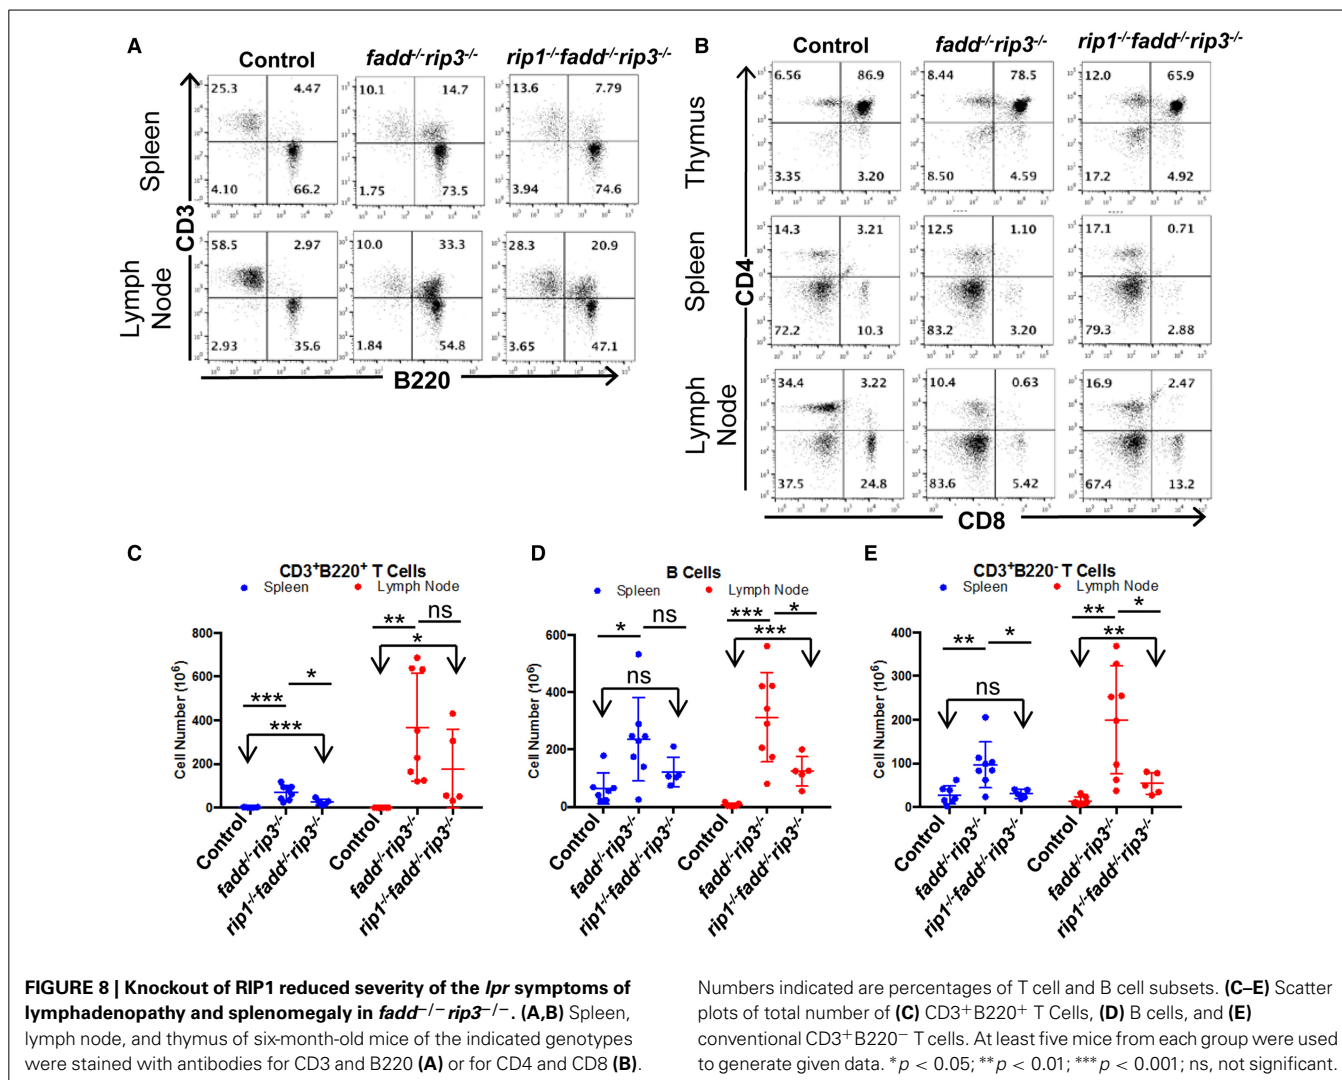 A
Control
fadd-/-rip3-/-
rip1-/-fadd-/-rip3-/-
Spleen
25.3 4.47
4.10 66.2
10.1 14.7
1.75 73.5
13.6 7.79
3.94 74.6
CD3
Lymph
Node
58.5 2.97
2.93 35.6
10.0 33.3
1.84 54.8
28.3 20.9
3.65 47.1
B220
B
Control
fadd-/-rip3-/-
rip1-/-fadd-/-rip3-/-
Thymus
6.56 86.9
3.35 3.20
8.44 78.5
8.50 4.59
12.0 65.9
17.2 4.92
CD4
Spleen
14.3 3.21
72.2 10.3
12.5 1.10
83.2 3.20
17.1 0.71
79.3 2.88
Lymph
Node
34.4 3.22
37.5 24.8
10.4 0.63
83.6 5.42
16.9 2.47
67.4 13.2
CD8
C
CD3+B220+ T Cells
Spleen Lymph Node
Cell Number (10⁶)
800
600
400
200
0
*** * ***
** ns *
Control
fadd-/-rip3-/-
rip1-/-fadd-/-rip3-/-
Control
fadd-/-rip3-/-
rip1-/-fadd-/-rip3-/-
D
B Cells
Spleen Lymph Node
Cell Number (10⁶)
600
400
200
0
* ns ns
*** * ***
Control
fadd-/-rip3-/-
rip1-/-fadd-/-rip3-/-
Control
fadd-/-rip3-/-
rip1-/-fadd-/-rip3-/-
E
CD3+B220- T Cells
Spleen Lymph Node
Cell Number (10⁶)
400
300
200
100
0
** * ns
** * **
Control
fadd-/-rip3-/-
rip1-/-fadd-/-rip3-/-
Control
fadd-/-rip3-/-
rip1-/-fadd-/-rip3-/-
FIGURE 8 | Knockout of RIP1 reduced severity of the lpr symptoms of
lymphadenopathy and splenomegaly in fadd−/−rip3−/−. (A,B) Spleen,
lymph node, and thymus of six-month-old mice of the indicated genotypes
were stained with antibodies for CD3 and B220 (A) or for CD4 and CD8 (B).
Numbers indicated are percentages of T cell and B cell subsets. (C–E) Scatter
plots of total number of (C) CD3+B220+ T Cells, (D) B cells, and (E)
conventional CD3+B220− T cells. At least five mice from each group were used
to generate given data. *p < 0.05; **p < 0.01; ***p < 0.001; ns, not significant.